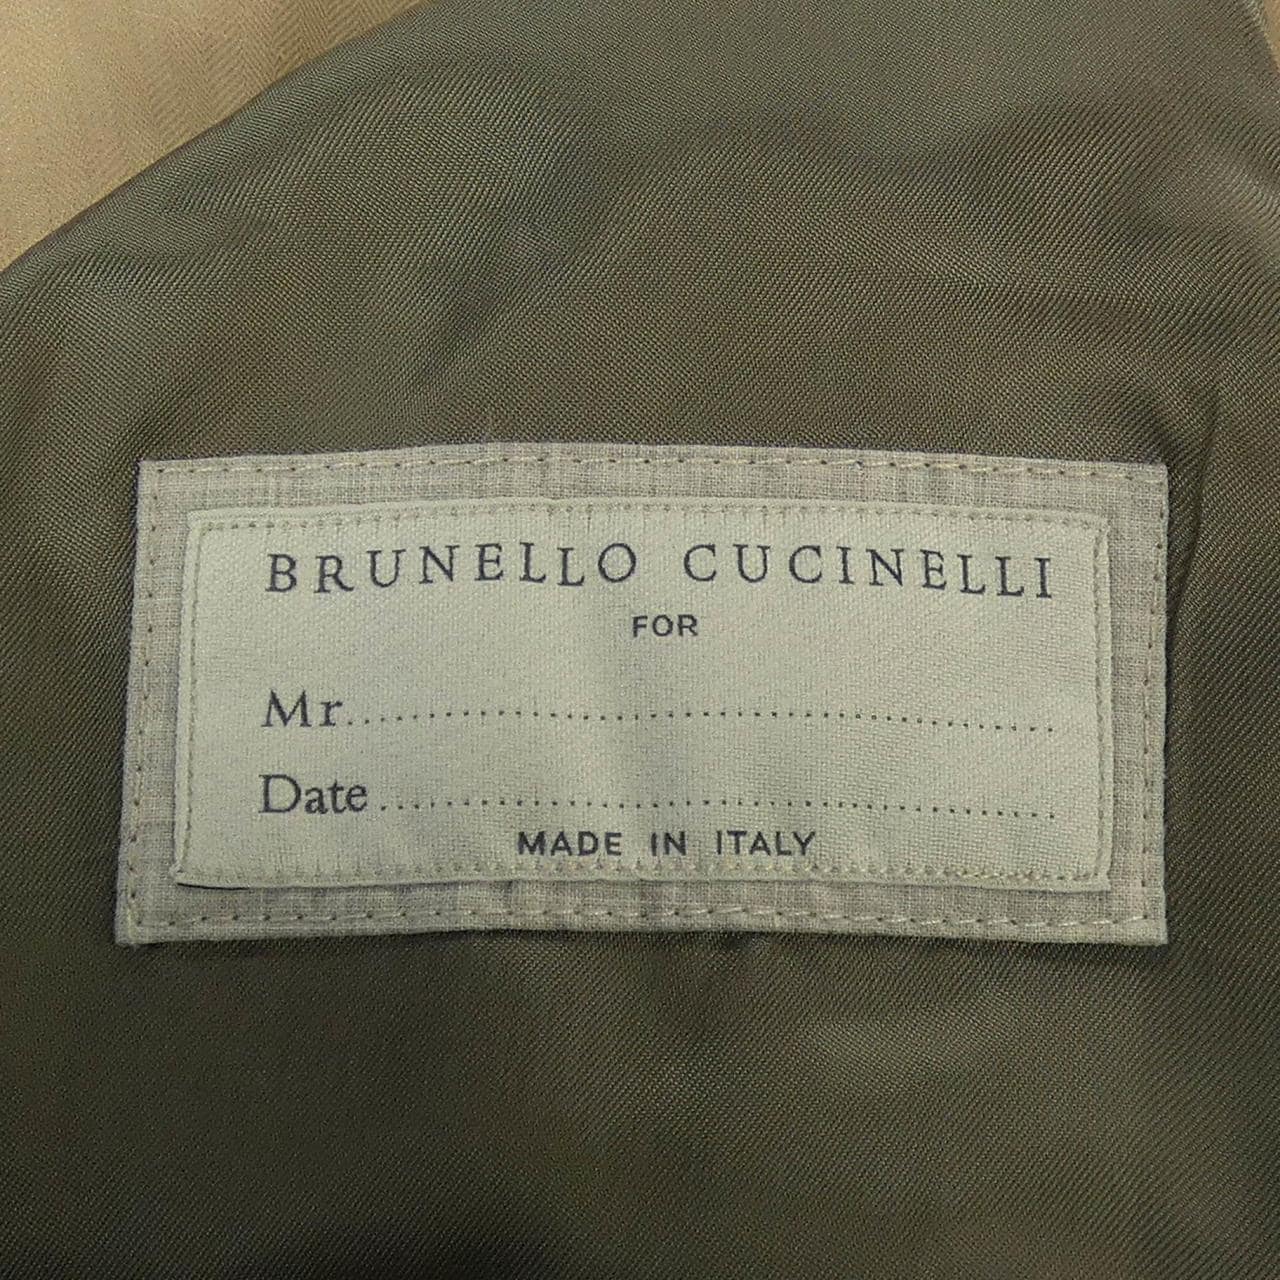 BRUNELLO CUCINELLI
FOR
Mr..........................................
Date..........................................
MADE IN ITALY